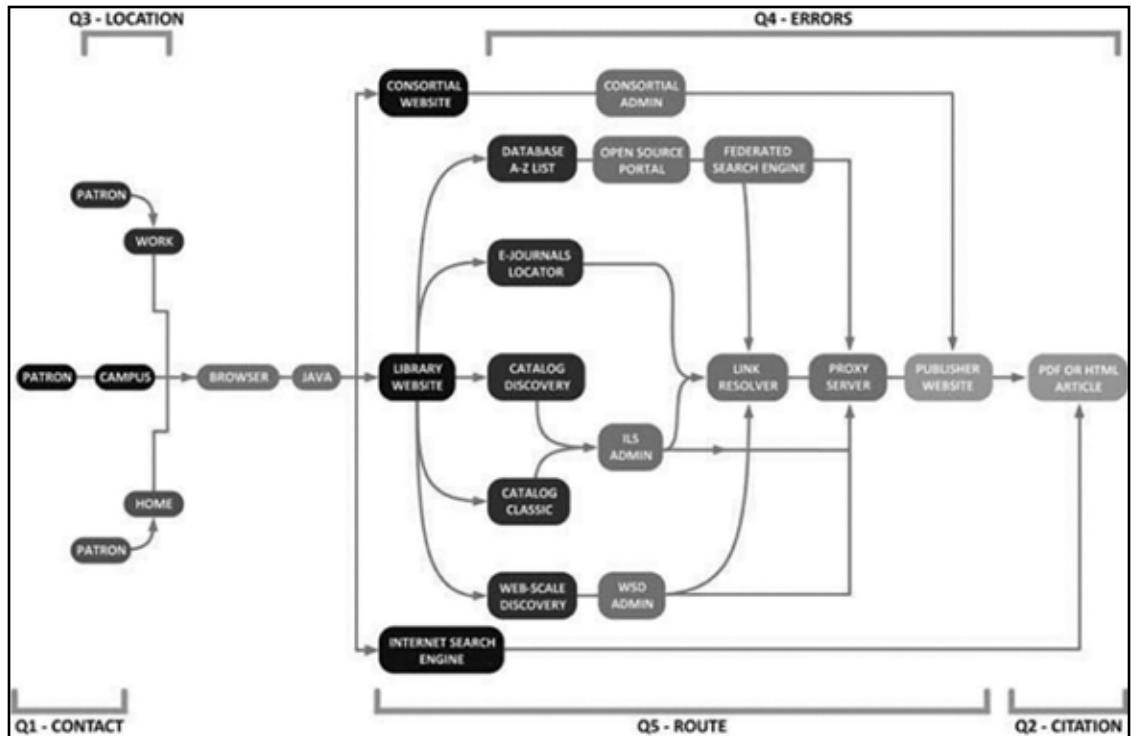 Q3 - LOCATION
Q4 - ERRORS
CONSORTIAL
WEBSITE
CONSORTIAL
ADMIN
DATABASE
A-Z LIST
OPEN SOURCE
PORTAL
FEDERATED
SEARCH ENGINE
PATRON
WORK
E-JOURNALS
LOCATOR
PATRON
CAMPUS
BROWSER
JAVA
LIBRARY
WEBSITE
CATALOG
DISCOVERY
LINK
RESOLVER
PROXY
SERVER
PUBLISHER
WEBSITE
PDF OR HTML
ARTICLE
ILS
ADMIN
HOME
CATALOG
CLASSIC
PATRON
WEB-SCALE
DISCOVERY
WSD
ADMIN
INTERNET SEARCH
ENGINE
Q1 - CONTACT
Q5 - ROUTE
Q2 - CITATION